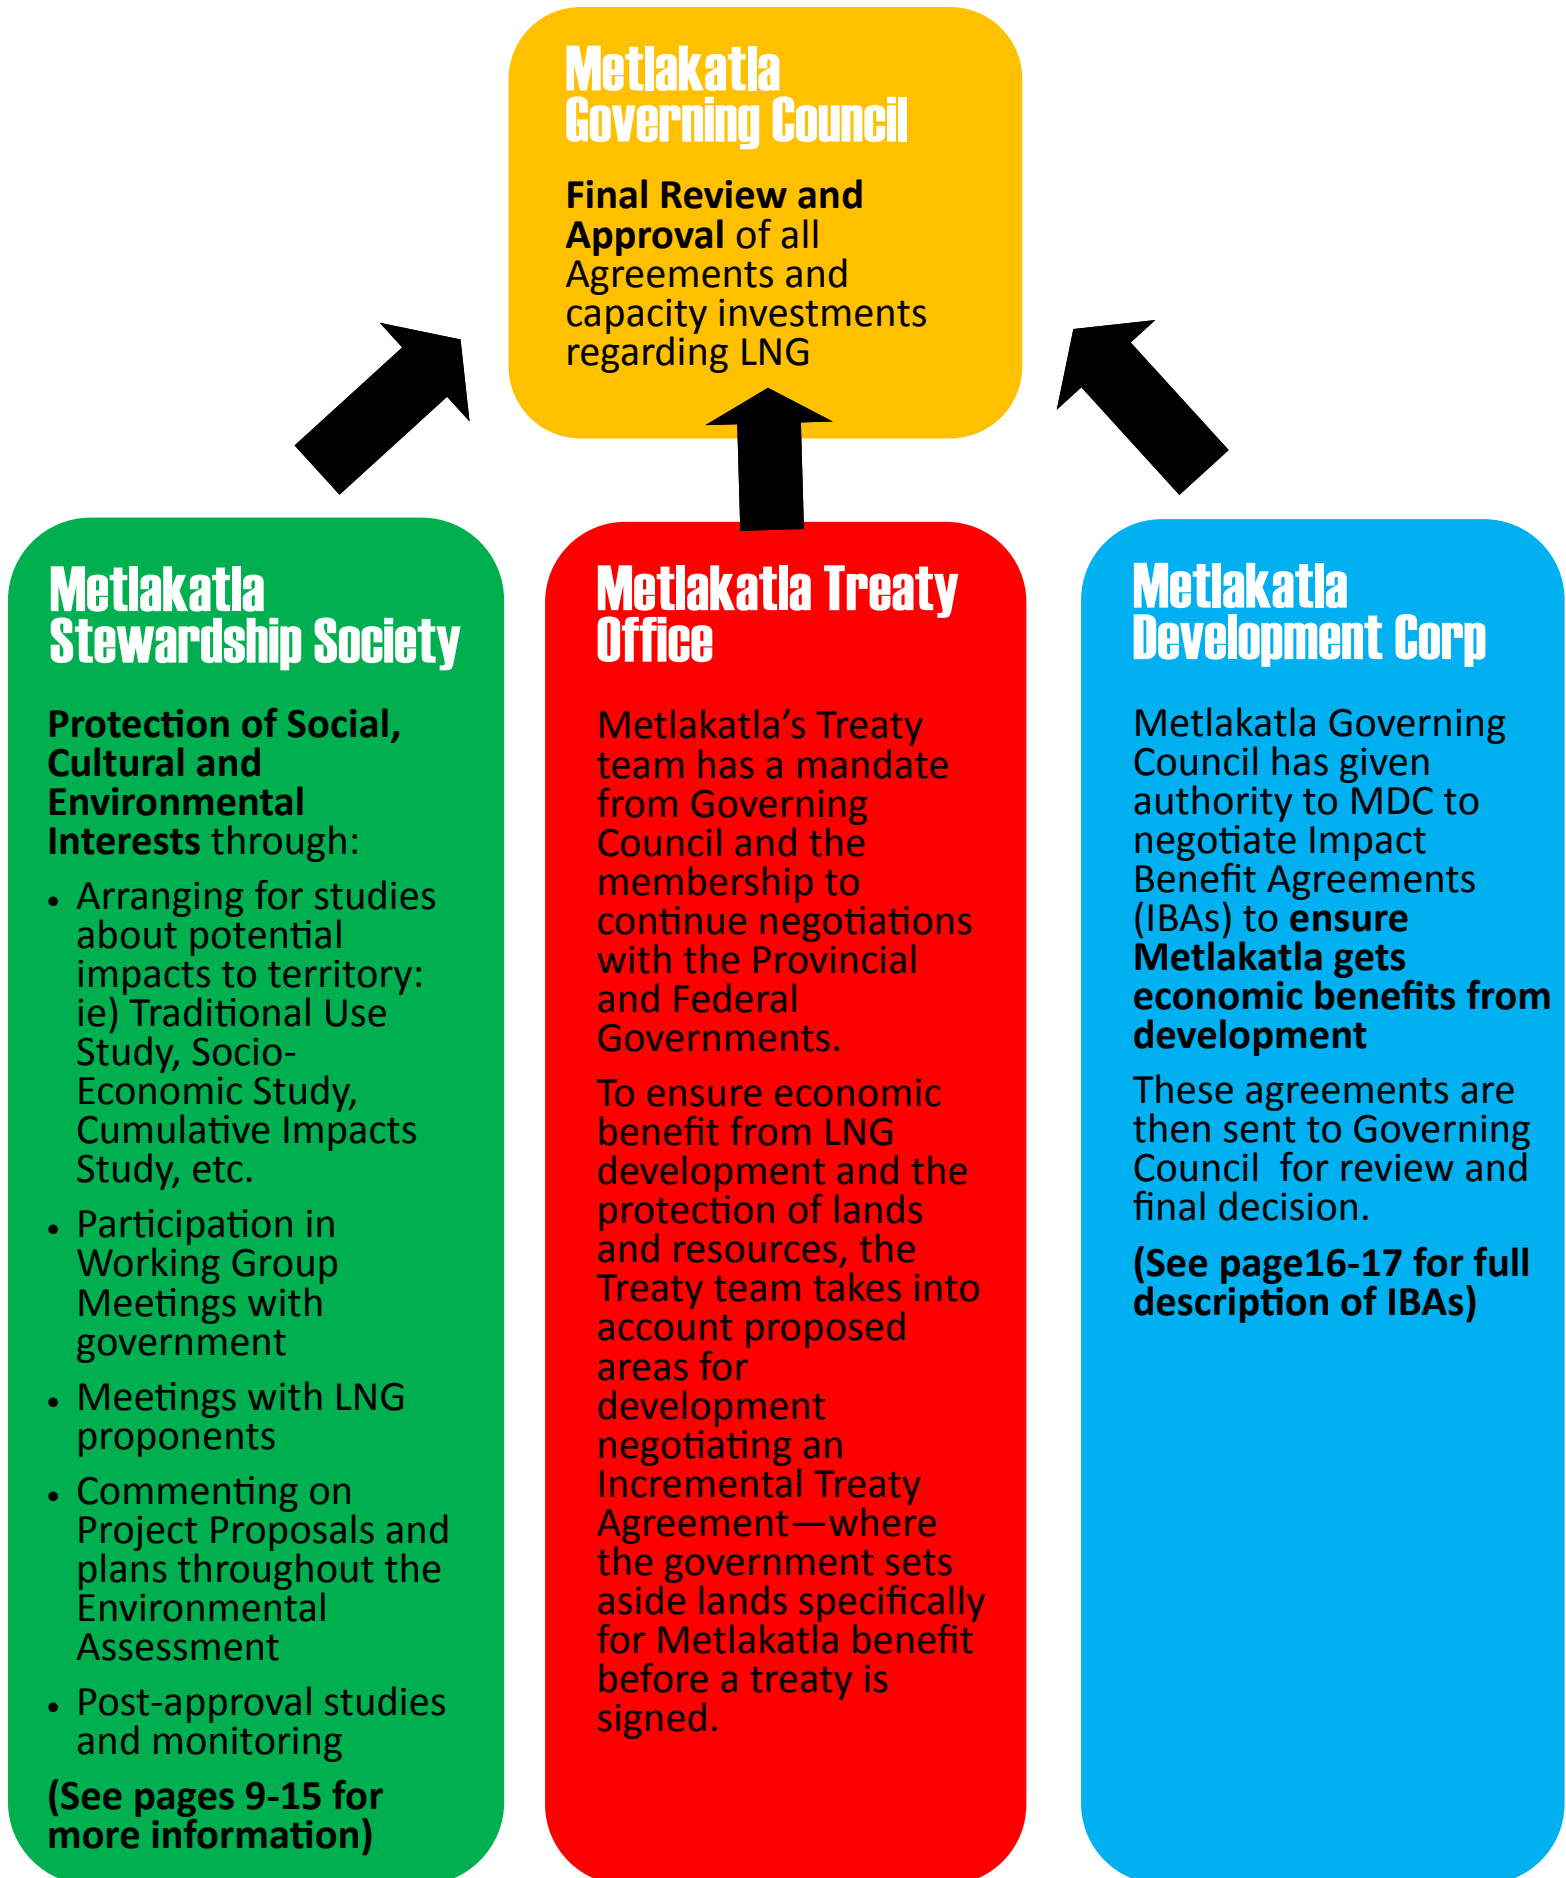 Metlakatla
Governing Council
Final Review and
Approval of all
Agreements and
capacity investments
regarding LNG
Metlakatla
Stewardship Society
Protection of Social,
Cultural and
Environmental
Interests through:
• Arranging for studies
about potential
impacts to territory:
ie) Traditional Use
Study, Socio-
Economic Study,
Cumulative Impacts
Study, etc.
• Participation in
Working Group
Meetings with
government
• Meetings with LNG
proponents
• Commenting on
Project Proposals and
plans throughout the
Environmental
Assessment
• Post-approval studies
and monitoring
(See pages 9-15 for
more information)
Metlakatla Treaty
Office
Metlakatla’s Treaty
team has a mandate
from Governing
Council and the
membership to
continue negotiations
with the Provincial
and Federal
Governments.
To ensure economic
benefit from LNG
development and the
protection of lands
and resources, the
Treaty team takes into
account proposed
areas for
development
negotiating an
Incremental Treaty
Agreement—where
the government sets
aside lands specifically
for Metlakatla benefit
before a treaty is
signed.
Metlakatla
Development Corp
Metlakatla Governing
Council has given
authority to MDC to
negotiate Impact
Benefit Agreements
(IBAs) to ensure
Metlakatla gets
economic benefits from
development
These agreements are
then sent to Governing
Council  for review and
final decision.
(See page16-17 for full
description of IBAs)